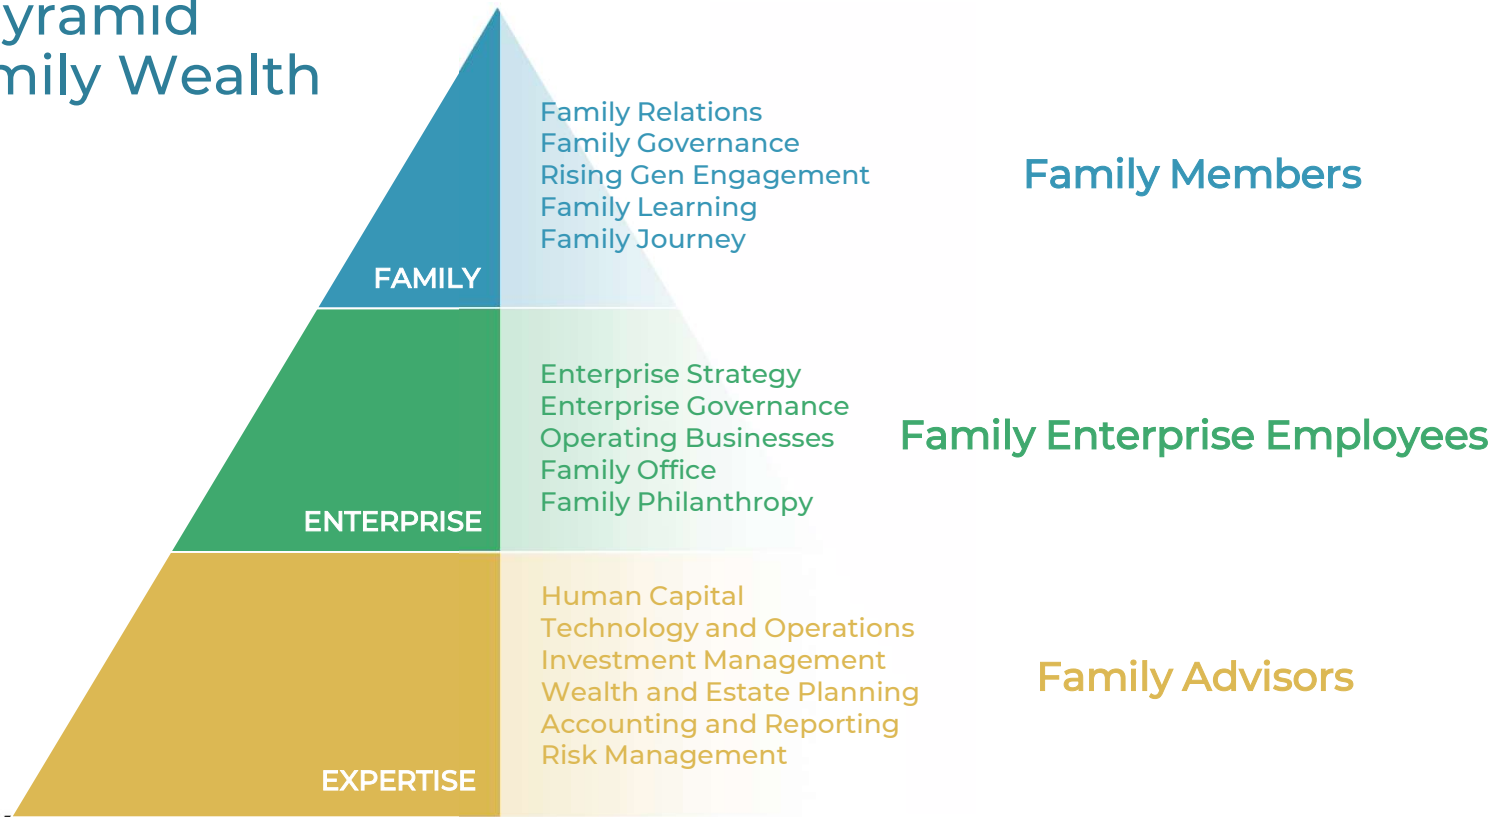 yramid
mily Wealth
Family Relations
Family Governance
Rising Gen Engagement
Family Learning
Family Journey
FAMILY
Family Members
Enterprise Strategy
Enterprise Governance
Operating Businesses
Family Office
Family Philanthropy
ENTERPRISE
Family Enterprise Employees
Human Capital
Technology and Operations
Investment Management
Wealth and Estate Planning
Accounting and Reporting
Risk Management
EXPERTISE
Family Advisors